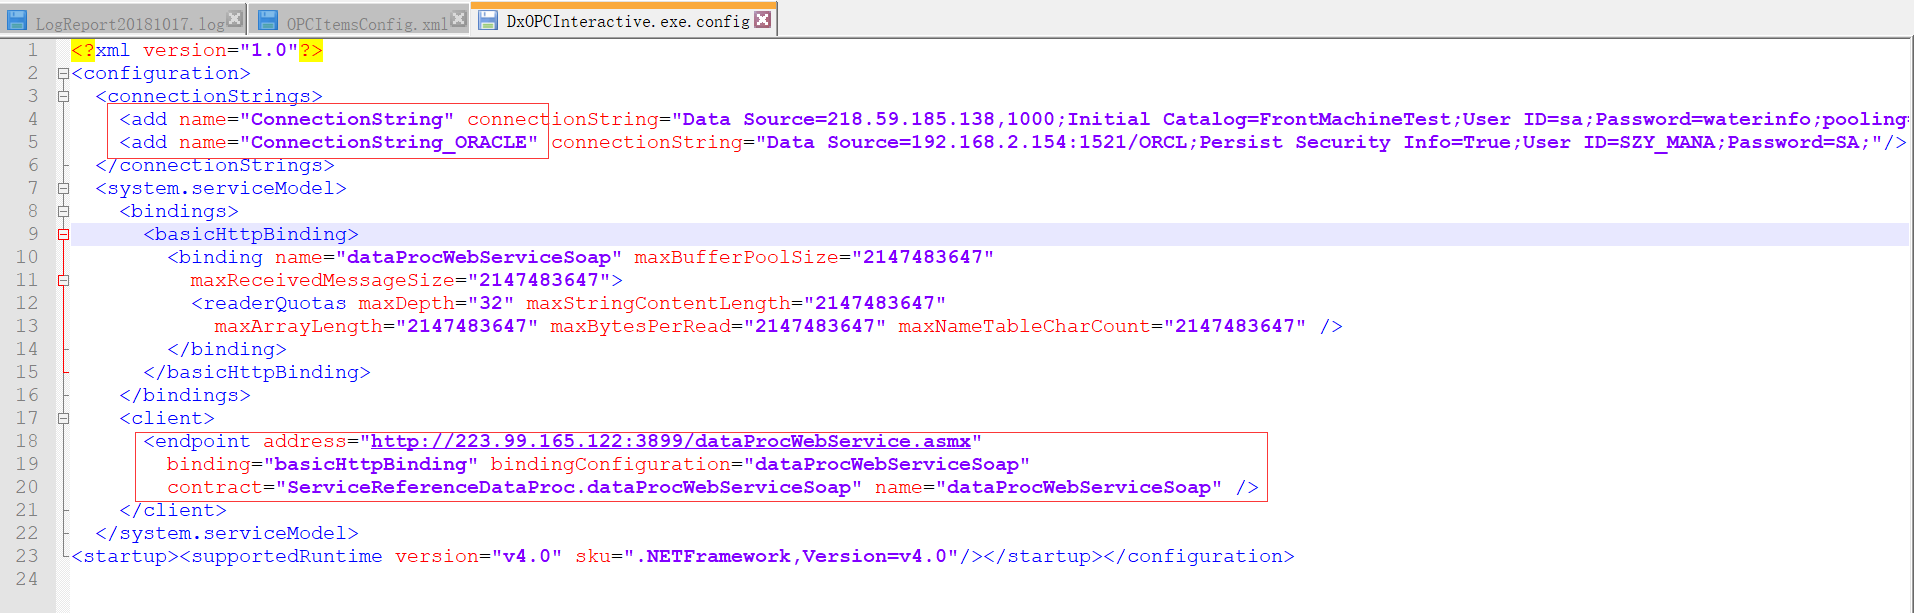 LogReport20181017.log OPCItemsConfig.xml DxOPCInteractive.exe.config
1 <?xml version="1.0"?>
2 <configuration>
3 <connectionStrings>
4 <add name="ConnectionString" connectionString="Data Source=218.59.185.138,1000;Initial Catalog=FrontMachineTest;User ID=sa;Password=waterinfo;pooling=
5 <add name="ConnectionString_ORACLE" connectionString="Data Source=192.168.2.154:1521/ORCL;Persist Security Info=True;User ID=SZY_MANA;Password=SA;"/>
6 </connectionStrings>
7 <system.serviceModel>
8 <bindings>
9 <basicHttpBinding>
10 <binding name="dataProcWebServiceSoap" maxBufferPoolSize="2147483647"
11 maxReceivedMessageSize="2147483647">
12 <readerQuotas maxDepth="32" maxStringContentLength="2147483647"
13 maxArrayLength="2147483647" maxBytesPerRead="2147483647" maxNameTableCharCount="2147483647" />
14 </binding>
15 </basicHttpBinding>
16 </bindings>
17 <client>
18 <endpoint address="http://223.99.165.122:3899/dataProcWebService.asmx"
19 binding="basicHttpBinding" bindingConfiguration="dataProcWebServiceSoap"
20 contract="ServiceReferenceDataProc.dataProcWebServiceSoap" name="dataProcWebServiceSoap" />
21 </client>
22 </system.serviceModel>
23 <startup><supportedRuntime version="v4.0" sku=".NETFramework,Version=v4.0"/></startup></configuration>
24